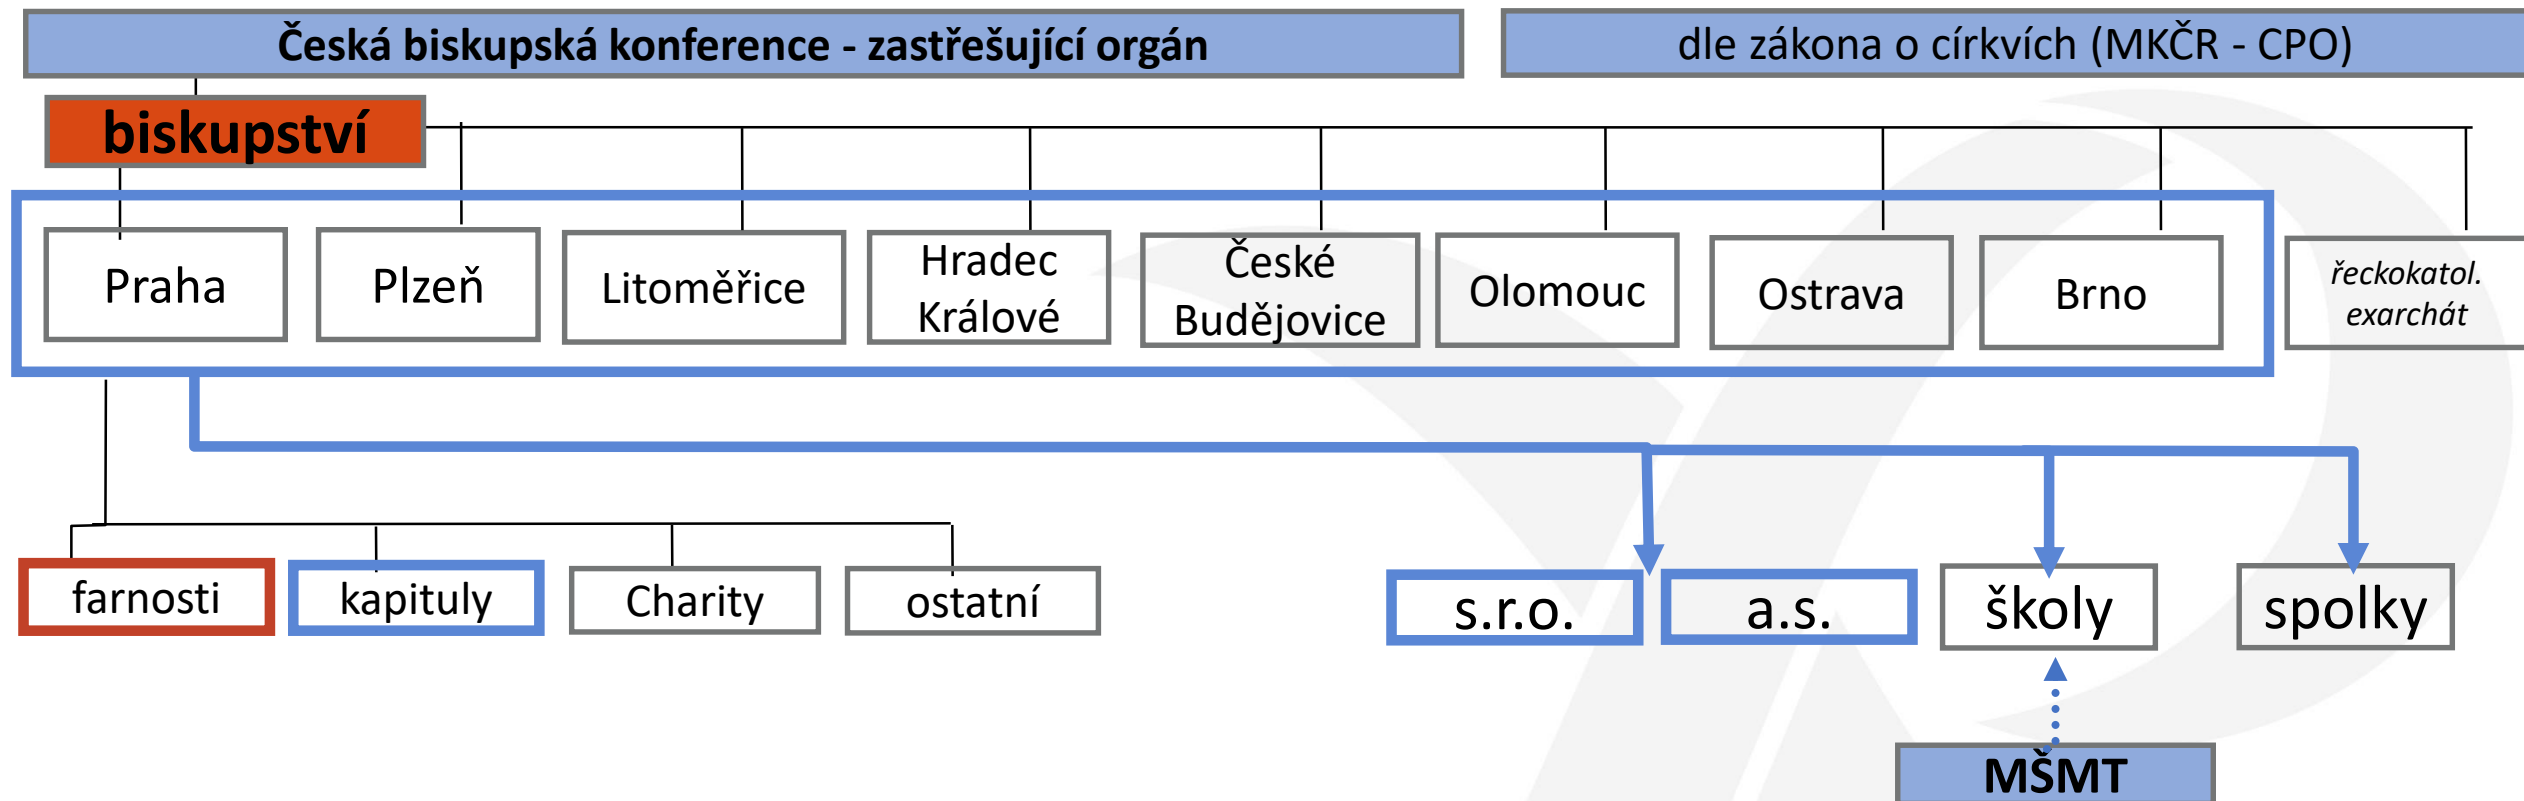 Česká biskupská konference - zastřešující orgán
dle zákona o církvích (MKČR - CPO)
biskupství
Praha
Plzeň
Litoměřice
Hradec
Králové
České
Budějovice
Olomouc
Ostrava
Brno
řeckokatol.
exarchát
farnosti
kapituly
Charity
ostatní
s.r.o.
a.s.
školy
spolky
MŠMT